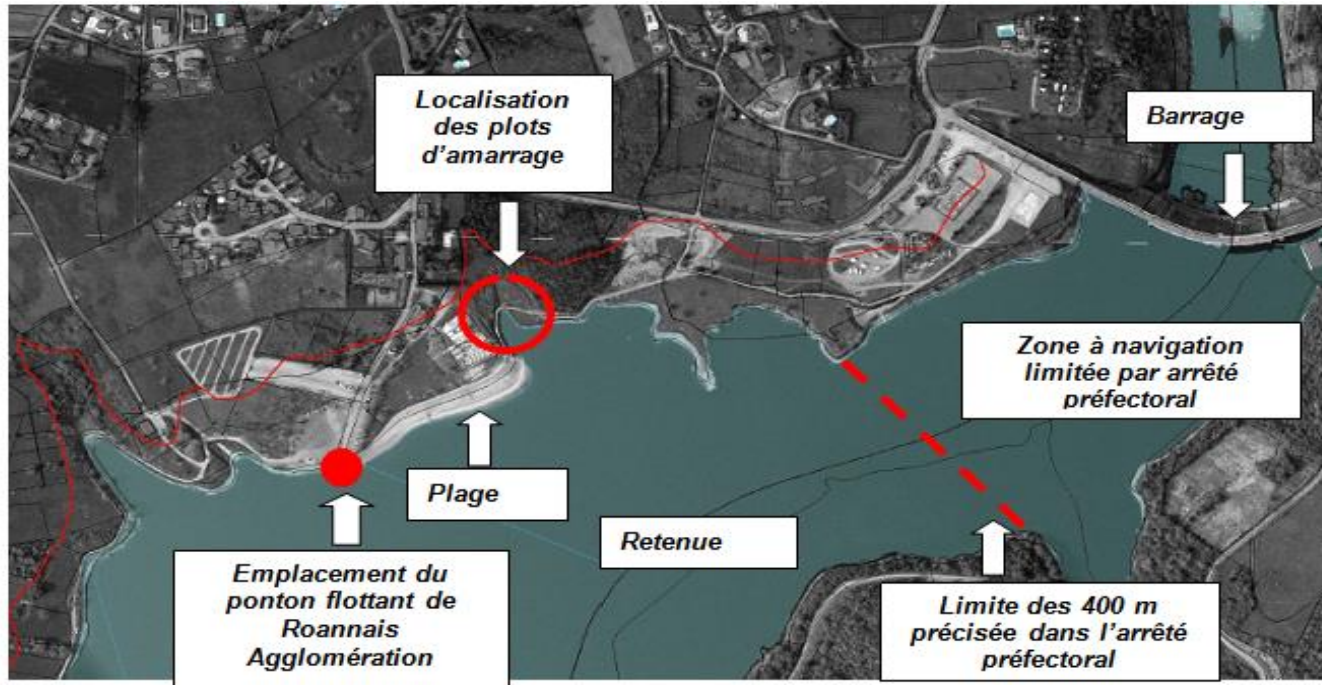 Localisation
des plots
d'amarrage
Barrage
Zone à navigation
limitée par arrêté
préfectoral
Plage
Retenue
Emplacement du
ponton flottant de
Roannais
Agglomération
Limite des 400 m
précisée dans l'arrêté
préfectoral